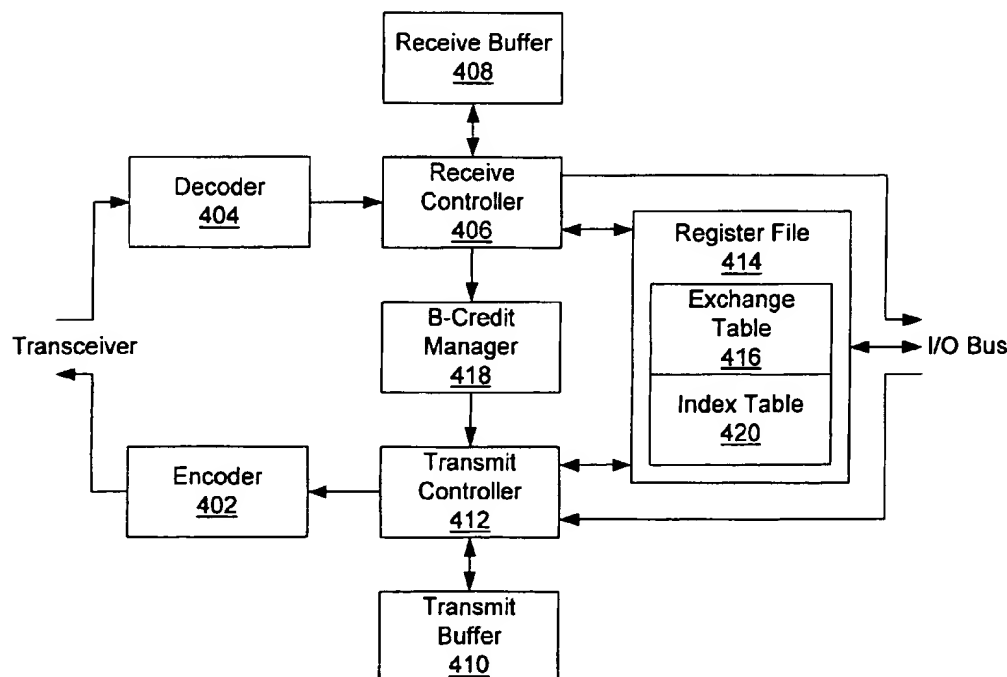 Receive Buffer
408
Decoder
404
Receive
Controller
406
Register File
414
Exchange
Table
416
Index Table
420
B-Credit
Manager
418
Transceiver
I/O Bus
Encoder
402
Transmit
Controller
412
Transmit
Buffer
410